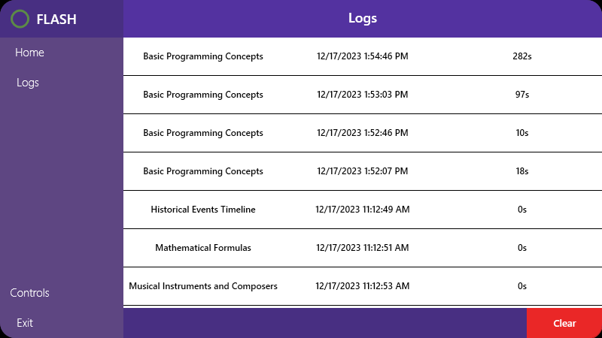 FLASH
Logs
Home
Logs
Controls
Exit
Basic Programming Concepts 12/17/2023 1:54:46 PM 282s
Basic Programming Concepts 12/17/2023 1:53:03 PM 97s
Basic Programming Concepts 12/17/2023 1:52:46 PM 10s
Basic Programming Concepts 12/17/2023 1:52:07 PM 18s
Historical Events Timeline 12/17/2023 11:12:49 AM 0s
Mathematical Formulas 12/17/2023 11:12:51 AM 0s
Musical Instruments and Composers 12/17/2023 11:12:53 AM 0s
Clear